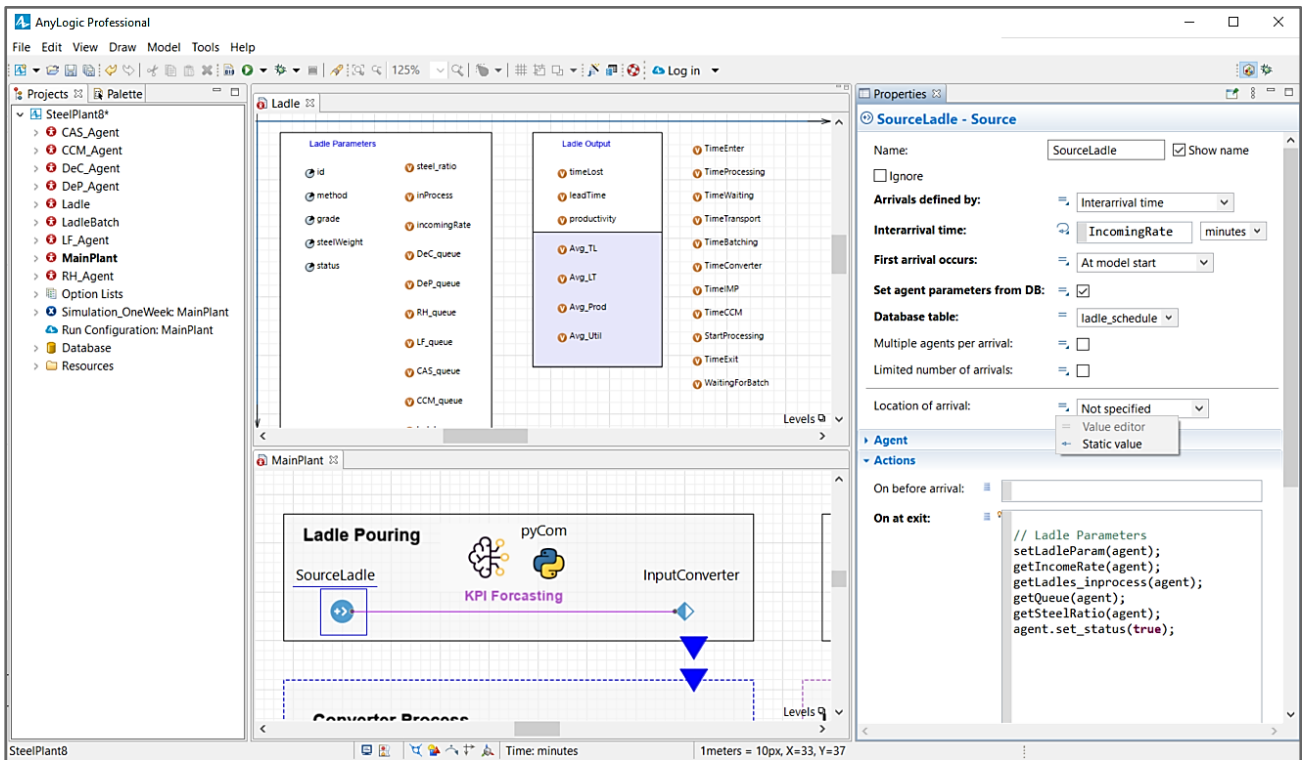 AnyLogic Professional
File Edit View Draw Model Tools Help
125%
Log in
Projects
Palette
SteelPlant8*
CAS_Agent
CCM_Agent
DeC_Agent
DeP_Agent
Ladle
LadleBatch
LF_Agent
MainPlant
RH_Agent
Option Lists
Simulation_OneWeek: MainPlant
Run Configuration: MainPlant
Database
Resources
Ladle
Ladle Parameters
id
method
grade
steelWeight
status
steel_ratio
inProcess
incomingRate
DeC_queue
DeP_queue
RH_queue
LF_queue
CAS_queue
CCM_queue
Ladle Output
timeLost
leadTime
productivity
Avg_TL
Avg_LT
Avg_Prod
Avg_Util
TimeEnter
TimeProcessing
TimeWaiting
TimeTransport
TimeBatching
TimeConverter
TimeIMP
TimeCCM
StartProcessing
TimeExit
WaitingForBatch
Levels
MainPlant
Ladle Pouring
pyCom
SourceLadle
InputConverter
KPI Forcasting
Converter Process
Levels
Properties
SourceLadle - Source
Name: SourceLadle Show name
Ignore
Arrivals defined by: Interarrival time
Interarrival time: IncomingRate minutes
First arrival occurs: At model start
Set agent parameters from DB:
Database table: ladle_schedule
Multiple agents per arrival:
Limited number of arrivals:
Location of arrival: Not specified
Value editor
Static value
Agent
Actions
On before arrival:
On at exit:
// Ladle Parameters
setLadleParam(agent);
getIncomeRate(agent);
getLadles_inprocess(agent);
getQueue(agent);
getSteelRatio(agent);
agent.set_status(true);
SteelPlant8
Time: minutes
1meters = 10px, X=33, Y=37